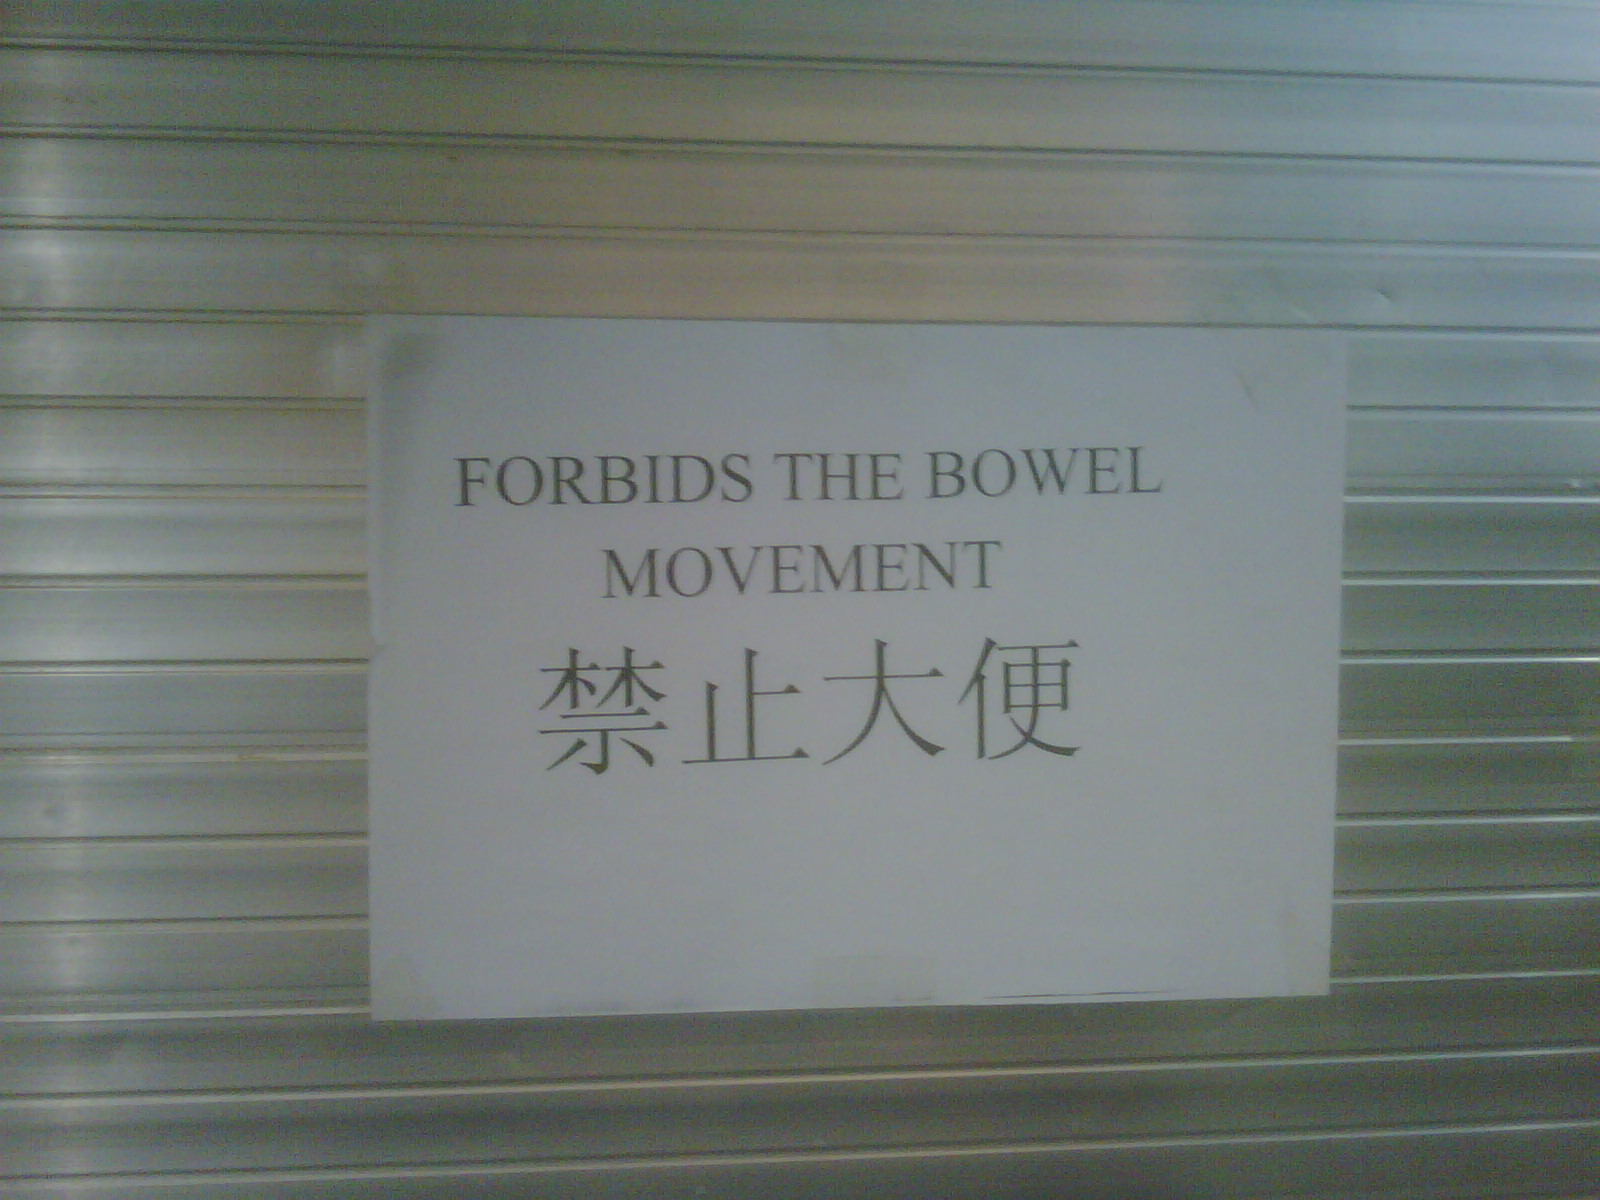 FORBIDS THE BOWEL
MOVEMENT
禁止大便